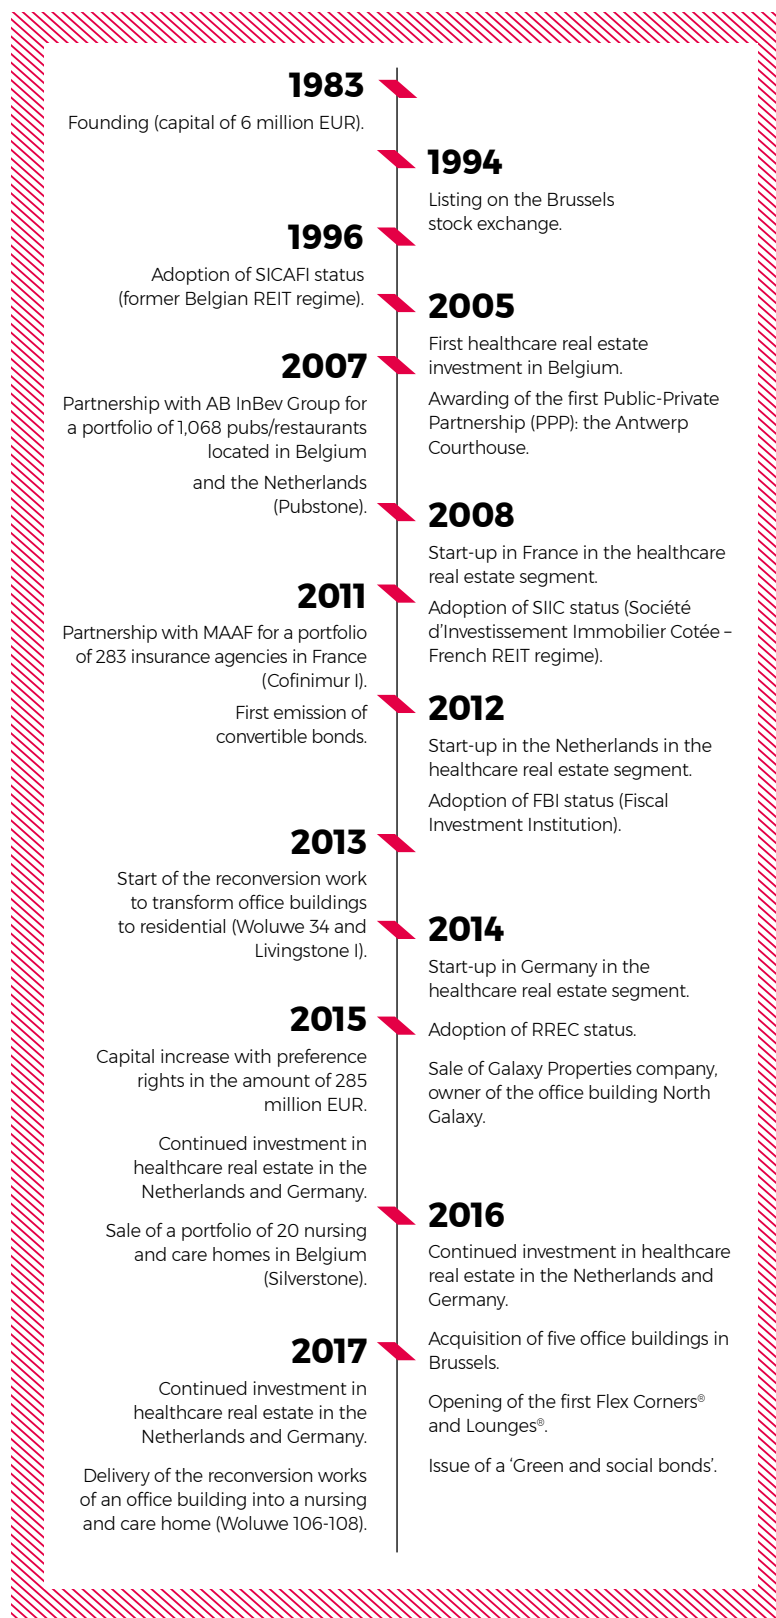 1983
Founding (capital of 6 million EUR).
1994
Listing on the Brussels
stock exchange.
1996
Adoption of SICAFI status
(former Belgian REIT regime).
2005
First healthcare real estate
investment in Belgium.
Awarding of the first Public-Private
Partnership (PPP): the Antwerp
Courthouse.
2007
Partnership with AB InBev Group for
a portfolio of 1,068 pubs/restaurants
located in Belgium
and the Netherlands
(Pubstone).
2008
Start-up in France in the healthcare
real estate segment.
Adoption of SIIC status (Société
d’Investissement Immobilier Cotée –
French REIT regime).
2011
Partnership with MAAF for a portfolio
of 283 insurance agencies in France
(Cofinimur I).
First emission of
convertible bonds.
2012
Start-up in the Netherlands in the
healthcare real estate segment.
Adoption of FBI status (Fiscal
Investment Institution).
2013
Start of the reconversion work
to transform office buildings
to residential (Woluwe 34 and
Livingstone I).
2014
Start-up in Germany in the
healthcare real estate segment.
Adoption of RREC status.
Sale of Galaxy Properties company,
owner of the office building North
Galaxy.
2015
Capital increase with preference
rights in the amount of 285
million EUR.
Continued investment in
healthcare real estate in the
Netherlands and Germany.
Sale of a portfolio of 20 nursing
and care homes in Belgium
(Silverstone).
2016
Continued investment in healthcare
real estate in the Netherlands and
Germany.
Acquisition of five office buildings in
Brussels.
Opening of the first Flex Corners®
and Lounges®.
Issue of a ‘Green and social bonds’.
2017
Continued investment in
healthcare real estate in the
Netherlands and Germany.
Delivery of the reconversion works
of an office building into a nursing
and care home (Woluwe 106-108).